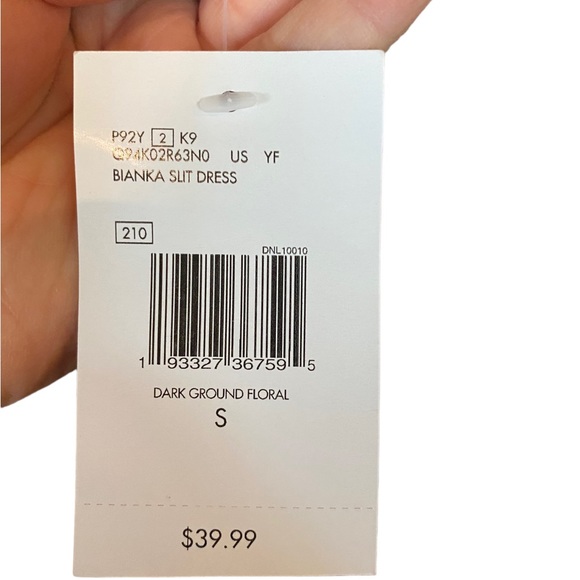 P92Y 2 K9
Q94K02R63N0 US YF
BIANKA SLIT DRESS
210
DNL10010
1 93327 36759 5
DARK GROUND FLORAL
S
$39.99